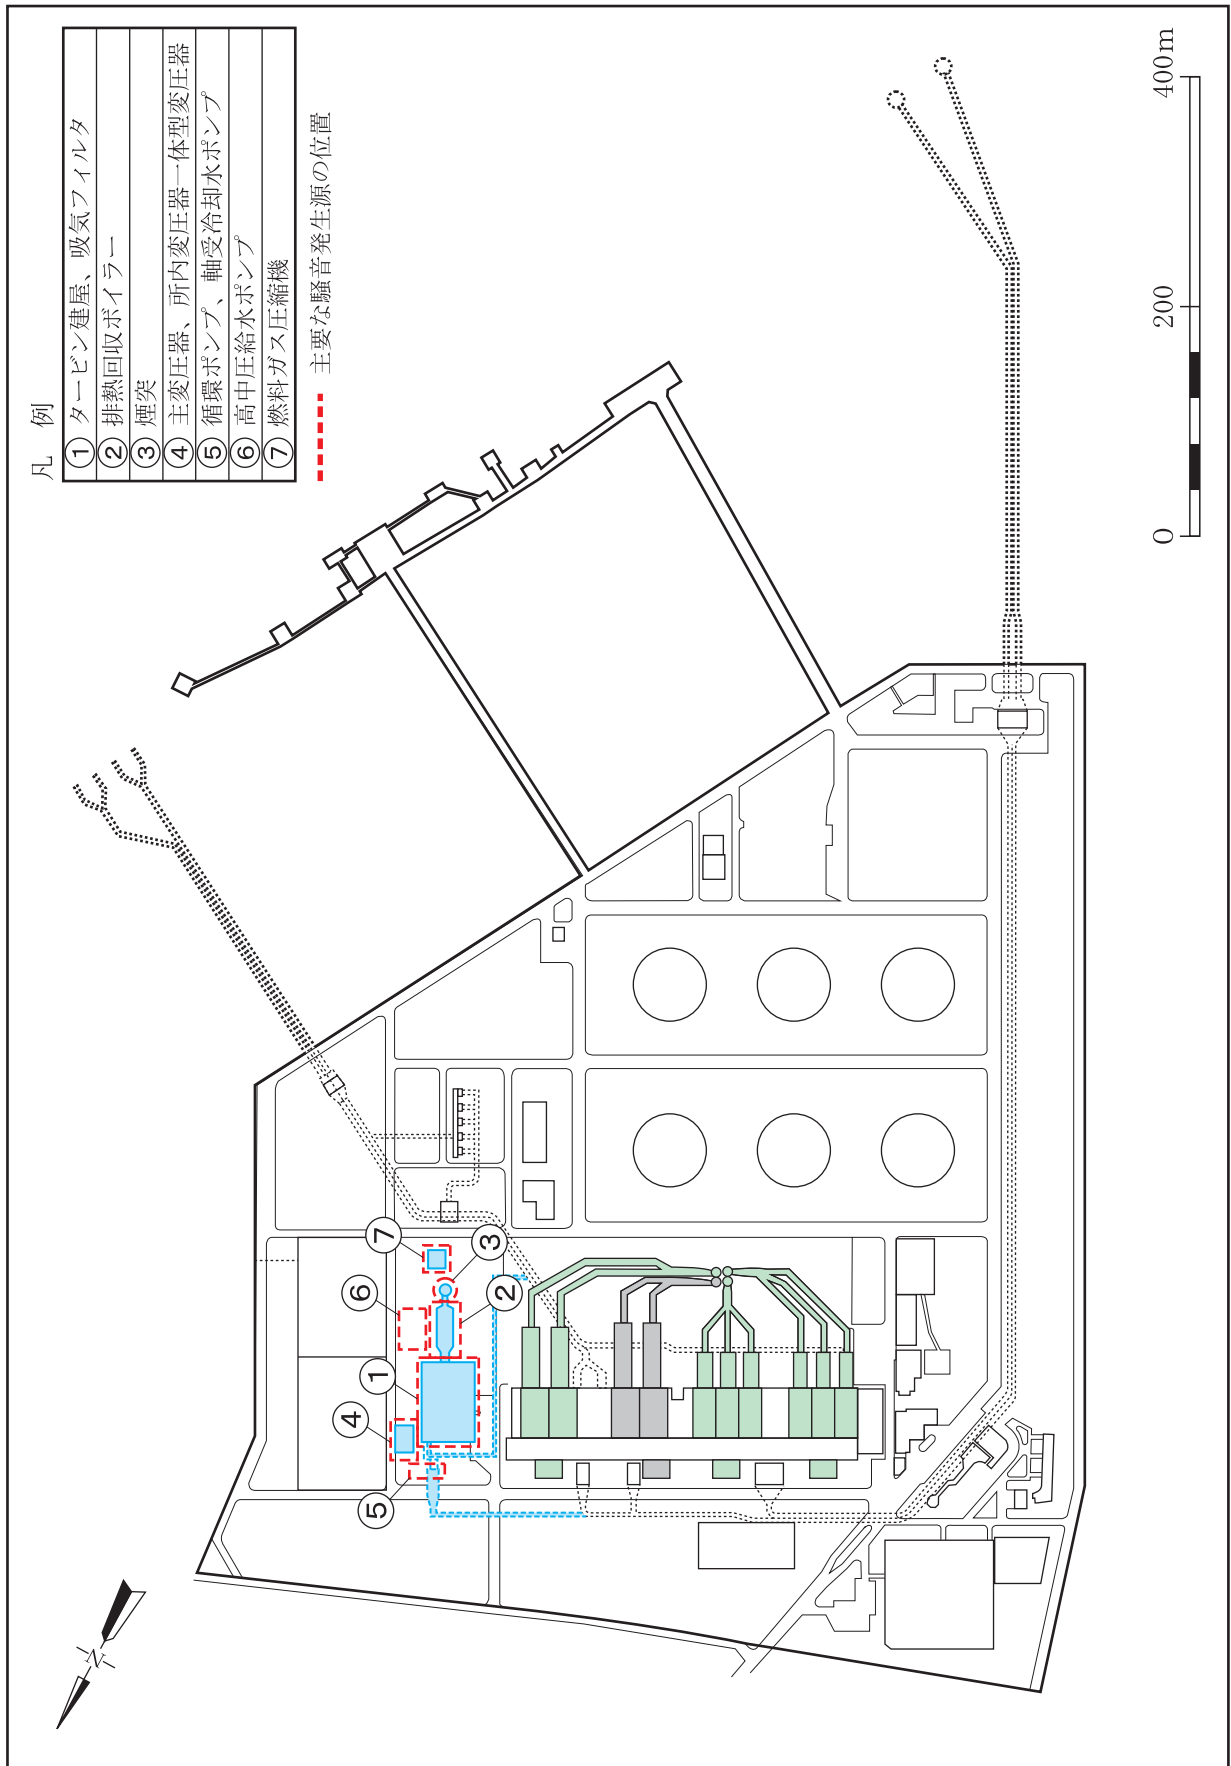 凡 例
① タービン建屋、吸気フィルタ
② 排熱回収ボイラー
③ 煙突
④ 主変圧器、所内変圧器一体型変圧器
⑤ 循環ポンプ、軸受冷却水ポンプ
⑥ 高中圧給水ポンプ
⑦ 燃料ガス圧縮機
主要な騒音発生源の位置
⑦
③
⑥
②
①
④
⑤
N
0 200 400m